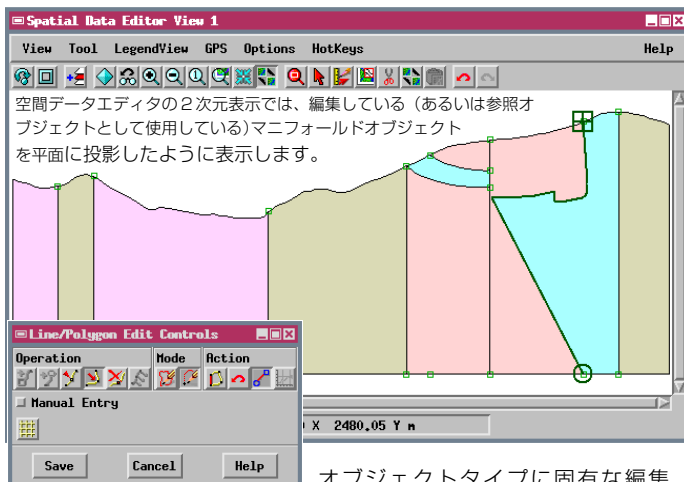 Spatial Data Editor View 1
View Tool LegendView GPS Options HotKeys Help
空間データエディタの２次元表示では、編集している（あるいは参照オ
ブジェクトとして使用している)マニフォールドオブジェクト
を平面に投影したように表示します。
Line/Polygon Edit Controls
Operation Mode Action
Manual Entry
X 2480.05 Y m
Save Cancel Help
オブジェクトタイプに固有な編集